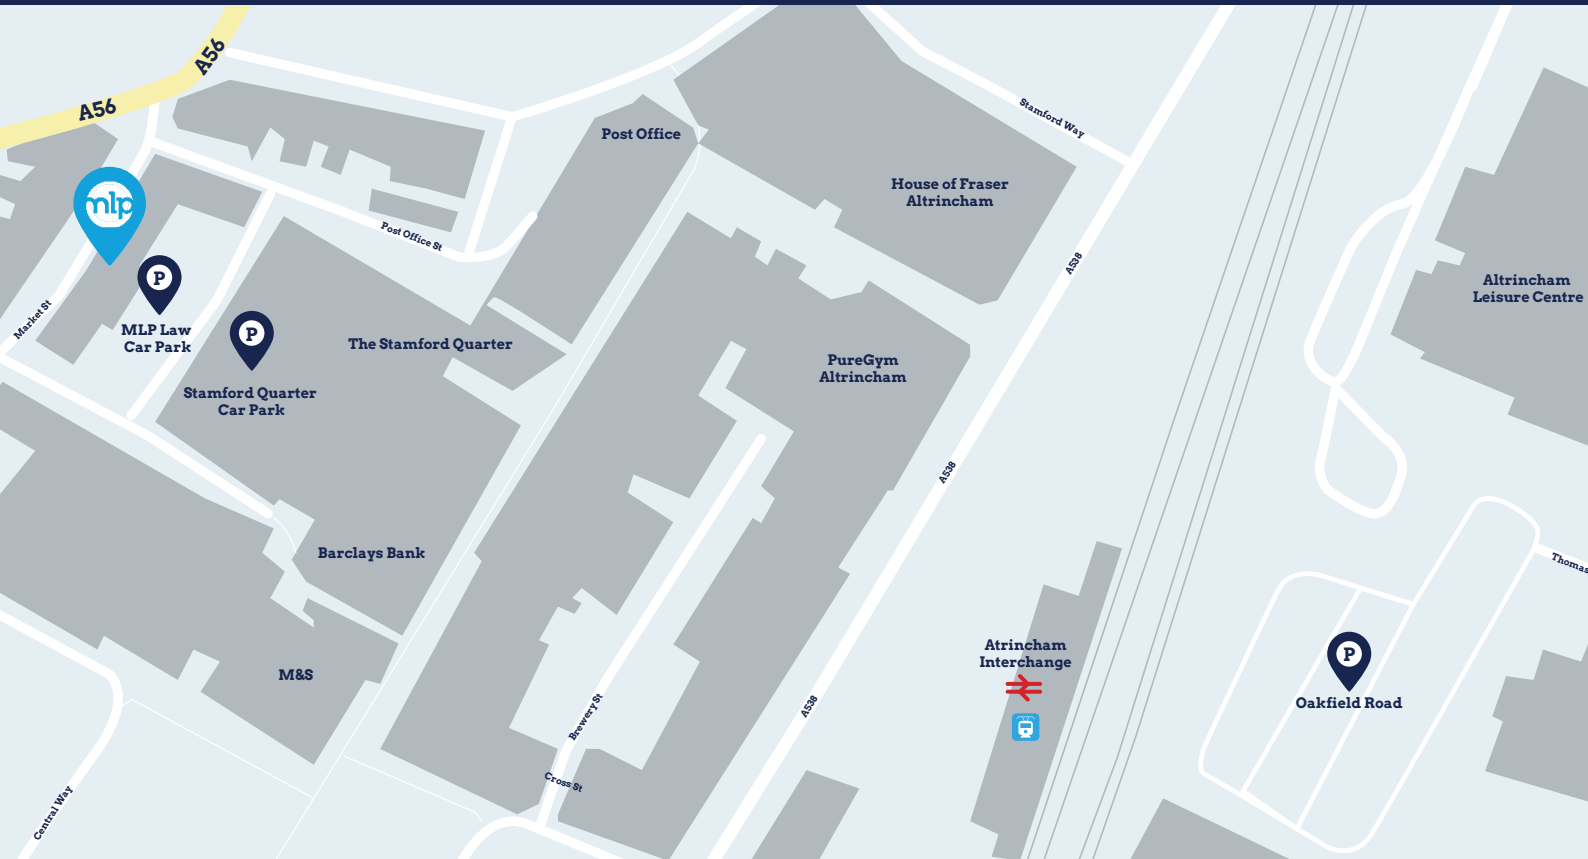 A56
A56
Stamford Way
Post Office
House of Fraser
Altrincham
mlp
Post Office St
A538
P
MLP Law
Car Park
Market St
P
Stamford Quarter
Car Park
The Stamford Quarter
PureGym
Altrincham
Altrincham
Leisure Centre
A538
Barclays Bank
Thomas
M&S
Atrincham
Interchange
P
Oakfield Road
A538
Brewery St
Cross St
Central Way